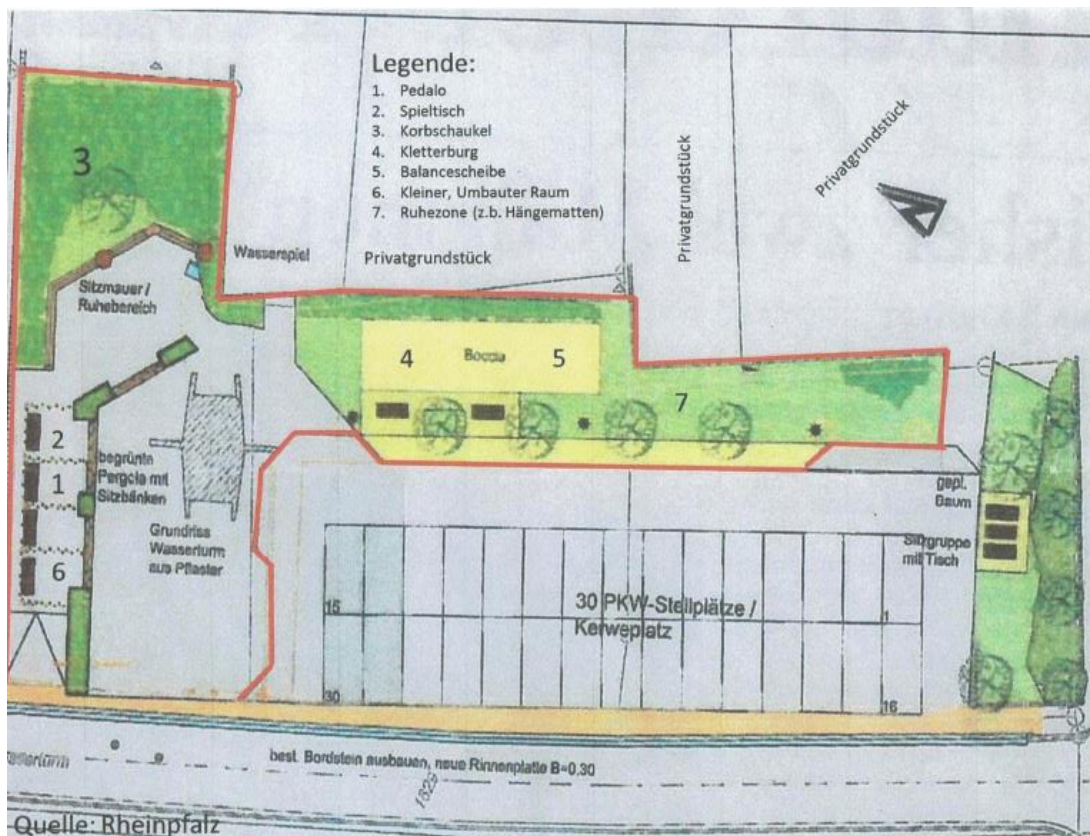 Legende:
1. Pedalo
2. Spieltisch
3. Korbschaukel
4. Kletterburg
5. Balancescheibe
6. Kleiner, Umbauter Raum
7. Ruhezone (z.b. Hängematten)
Privatgrundstück
Privatgrundstück
Privatgrundstück
3
Wasserspiel
Sitzmauer /
Ruhebereich
4
Boccia
5
7
2
1
6
begrünte
Pergola mit
Sitzbänken
Grundriss
Wasserturm
aus Pflaster
gepl.
Baum
Sitzgruppe
mit Tisch
30 PKW-Stellplätze /
Kerweplatz
15
1
30
16
best. Bordstein ausbauen, neue Rinnenplatte B=0.30
1829
Quelle: Rheinpfalz